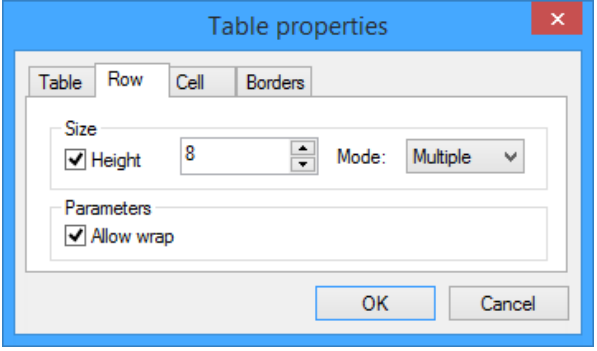 Table properties
Table Row Cell Borders
Size
Height 8 Mode: Multiple
Parameters
Allow wrap
OK Cancel